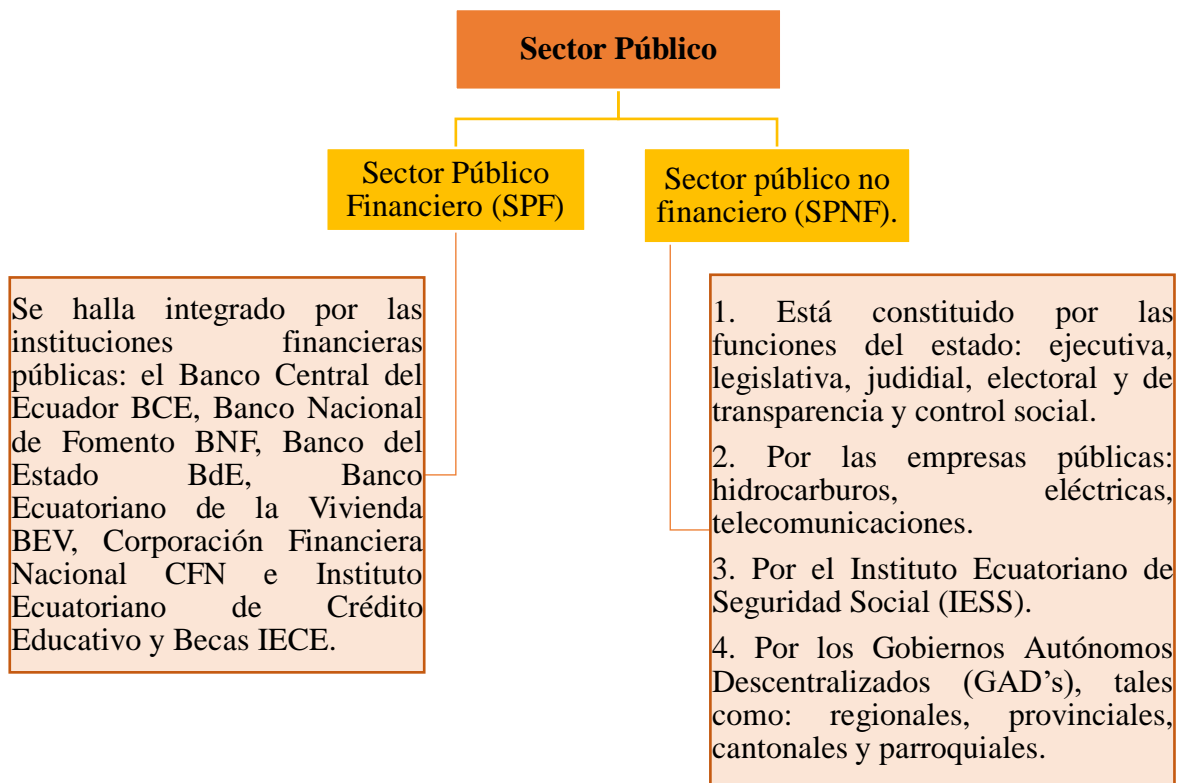 Sector Público
Sector Público
Financiero (SPF)
Sector público no
financiero (SPNF).
Se halla integrado por las
instituciones financieras
públicas: el Banco Central del
Ecuador BCE, Banco Nacional
de Fomento BNF, Banco del
Estado BdE, Banco
Ecuatoriano de la Vivienda
BEV, Corporación Financiera
Nacional CFN e Instituto
Ecuatoriano de Crédito
Educativo y Becas IECE.
1. Está constituido por las
funciones del estado: ejecutiva,
legislativa, judidial, electoral y de
transparencia y control social.
2. Por las empresas públicas:
hidrocarburos, eléctricas,
telecomunicaciones.
3. Por el Instituto Ecuatoriano de
Seguridad Social (IESS).
4. Por los Gobiernos Autónomos
Descentralizados (GAD’s), tales
como: regionales, provinciales,
cantonales y parroquiales.